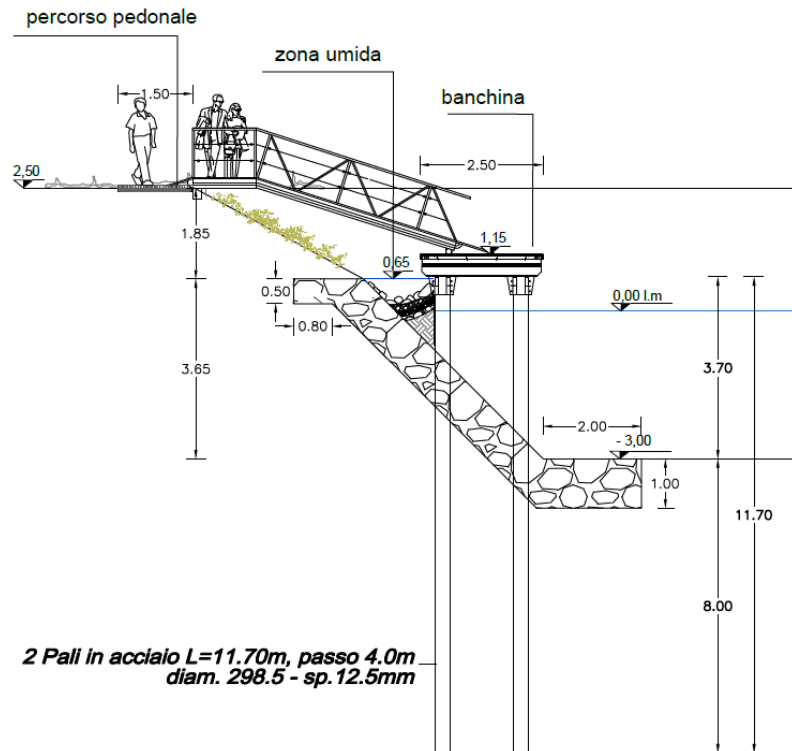 percorso pedonale
zona umida
banchina
1.50
2.50
2,50
1.85
1,15
0,65
0.50
0,00 l.m
0.80
3.65
3.70
2.00
- 3,00
1.00
11.70
8.00
2 Pali in acciaio L=11.70m, passo 4.0m
diam. 298.5 - sp.12.5mm